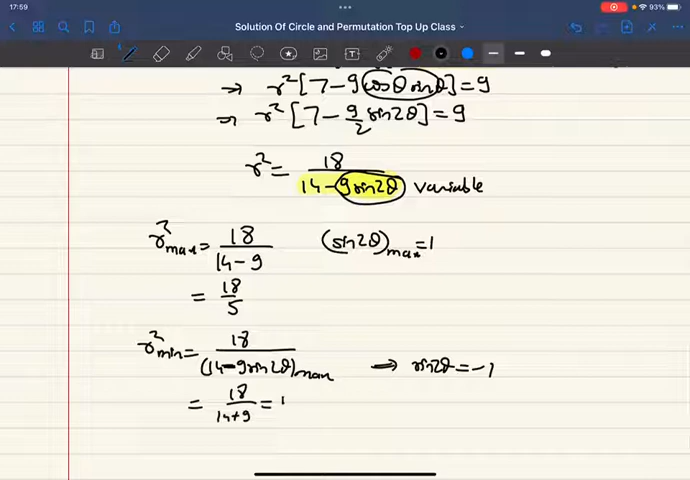 17:59
93%
Solution Of Circle and Permutation Top Up Class
⇒ r²[7 - 9 cosθ sinθ] = 9
⇒ r²[7 - 9/2 sin2θ] = 9
r² = 18/(14 - 9sin2θ) variable
r²max = 18/(14 - 9) (sin2θ)max = 1
= 18/5
r²min = 18/(14 - 9sin2θ)max → sin2θ = -1
= 18/(14+9) = 1